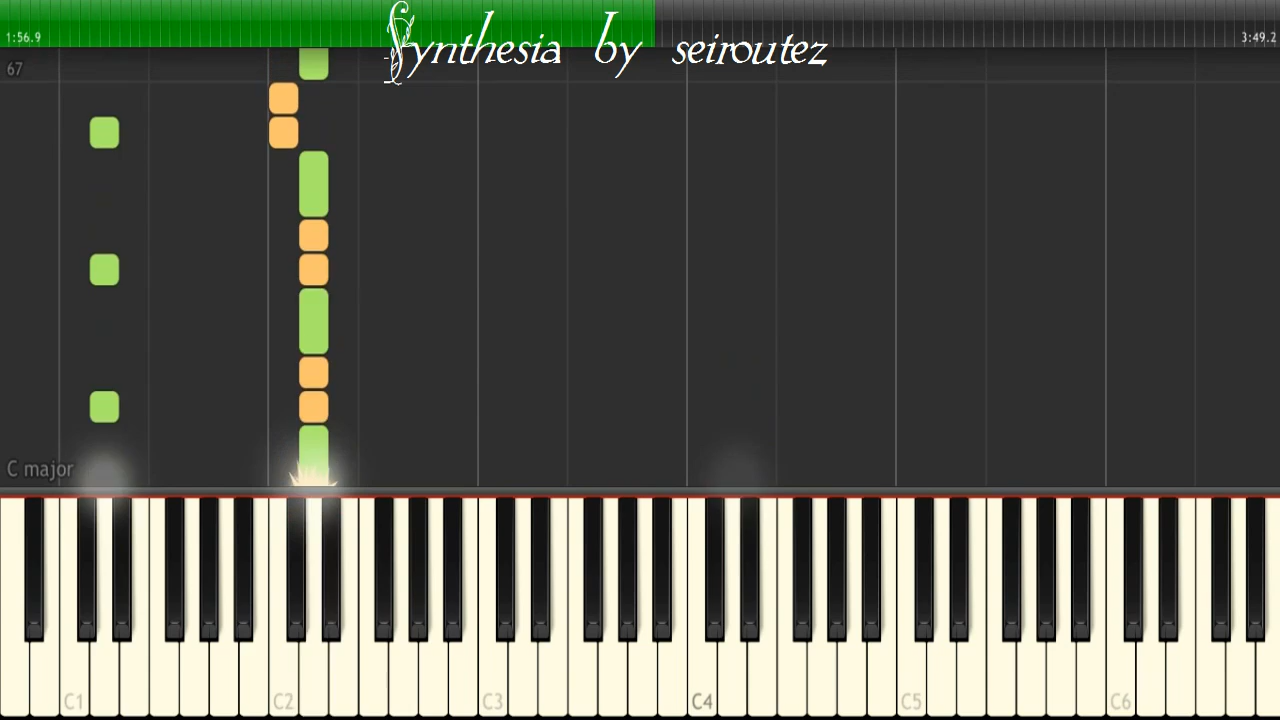 Synthesia by seiroutez
1:56.9
3:49.2
67
C major
C1 C2 C3 C4 C5 C6